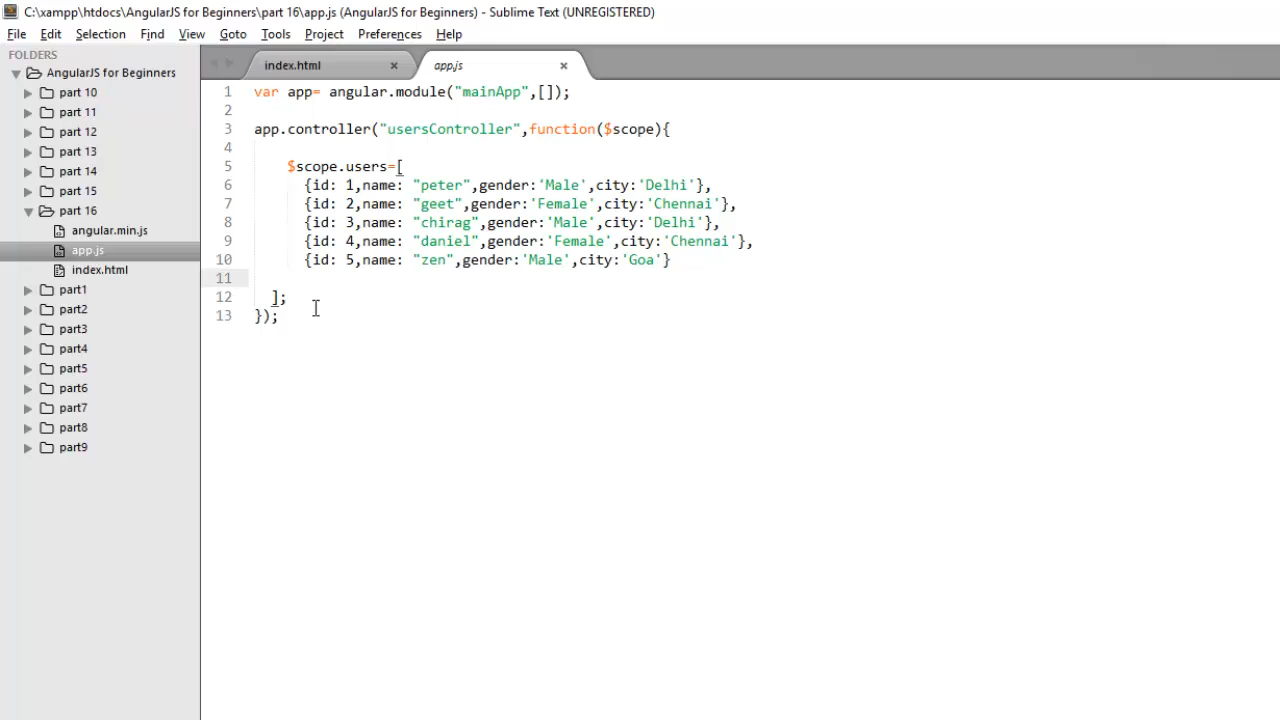 C:\xampp\htdocs\AngularJS for Beginners\part 16\app.js (AngularJS for Beginners) - Sublime Text (UNREGISTERED)
File Edit Selection Find View Goto Tools Project Preferences Help
FOLDERS
AngularJS for Beginners
part 10
part 11
part 12
part 13
part 14
part 15
part 16
angular.min.js
app.js
index.html
part1
part2
part3
part4
part5
part6
part7
part8
part9
index.html × app.js ×
1 var app= angular.module("mainApp",[]);
2
3 app.controller("usersController",function($scope){
4
5 $scope.users=[
6 {id: 1,name: "peter",gender:'Male',city:'Delhi'},
7 {id: 2,name: "geet",gender:'Female',city:'Chennai'},
8 {id: 3,name: "chirag",gender:'Male',city:'Delhi'},
9 {id: 4,name: "daniel",gender:'Female',city:'Chennai'},
10 {id: 5,name: "zen",gender:'Male',city:'Goa'}
11
12 ];
13 });